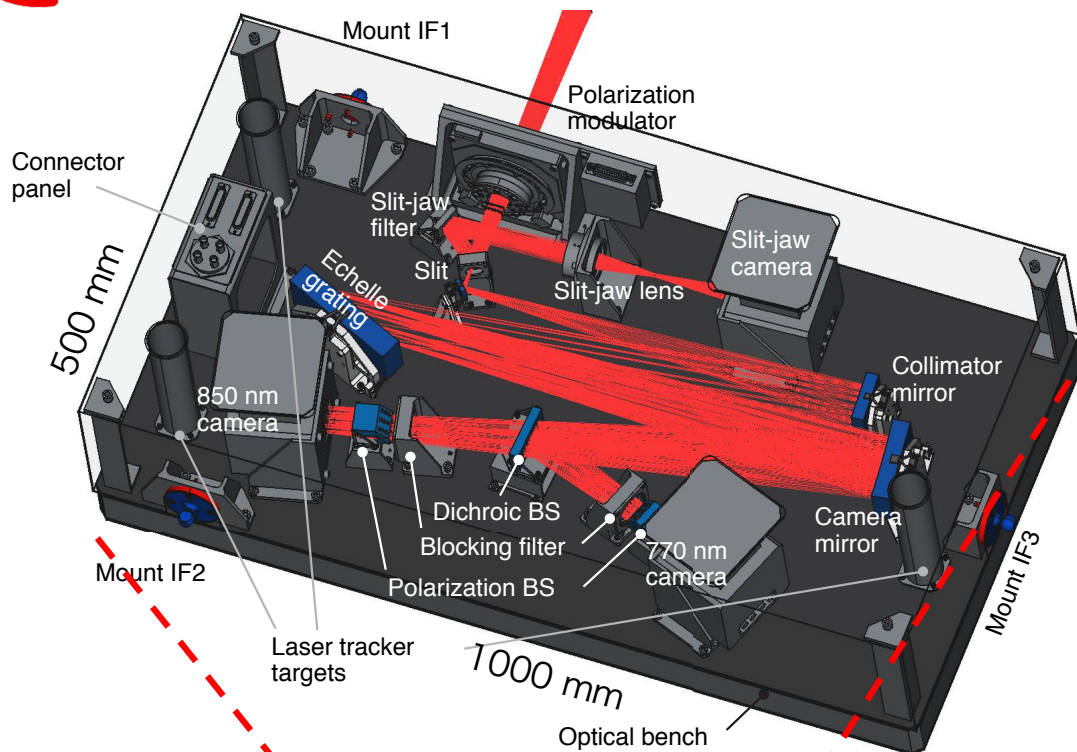 Mount IF1
Polarization
modulator
Connector
panel
Slit-jaw
filter
Slit-jaw
camera
Slit
Slit-jaw lens
Echelle
grating
500 mm
Collimator
mirror
850 nm
camera
Dichroic BS
Camera
mirror
Blocking filter
770 nm
camera
Mount IF2
Polarization BS
Mount IF3
Laser tracker
targets
1000 mm
Optical bench